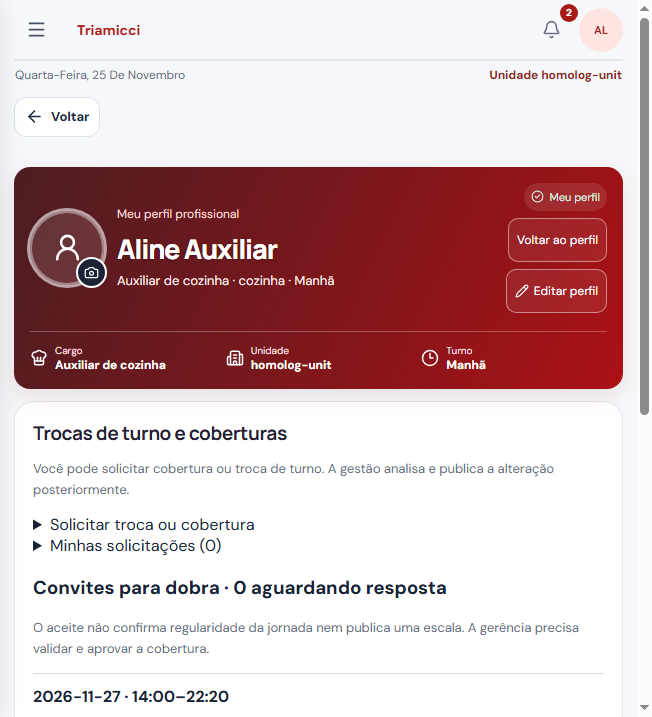 Triamicci
2
AL
Quarta-Feira, 25 De Novembro
Unidade homolog-unit
Voltar
Meu perfil
Meu perfil profissional
Voltar ao perfil
Aline Auxiliar
Auxiliar de cozinha · cozinha · Manhã
Editar perfil
Cargo
Auxiliar de cozinha
Unidade
homolog-unit
Turno
Manhã
Trocas de turno e coberturas
Você pode solicitar cobertura ou troca de turno. A gestão analisa e publica a alteração
posteriormente.
Solicitar troca ou cobertura
Minhas solicitações (0)
Convites para dobra · 0 aguardando resposta
O aceite não confirma regularidade da jornada nem publica uma escala. A gerência precisa
validar e aprovar a cobertura.
2026-11-27 · 14:00–22:20